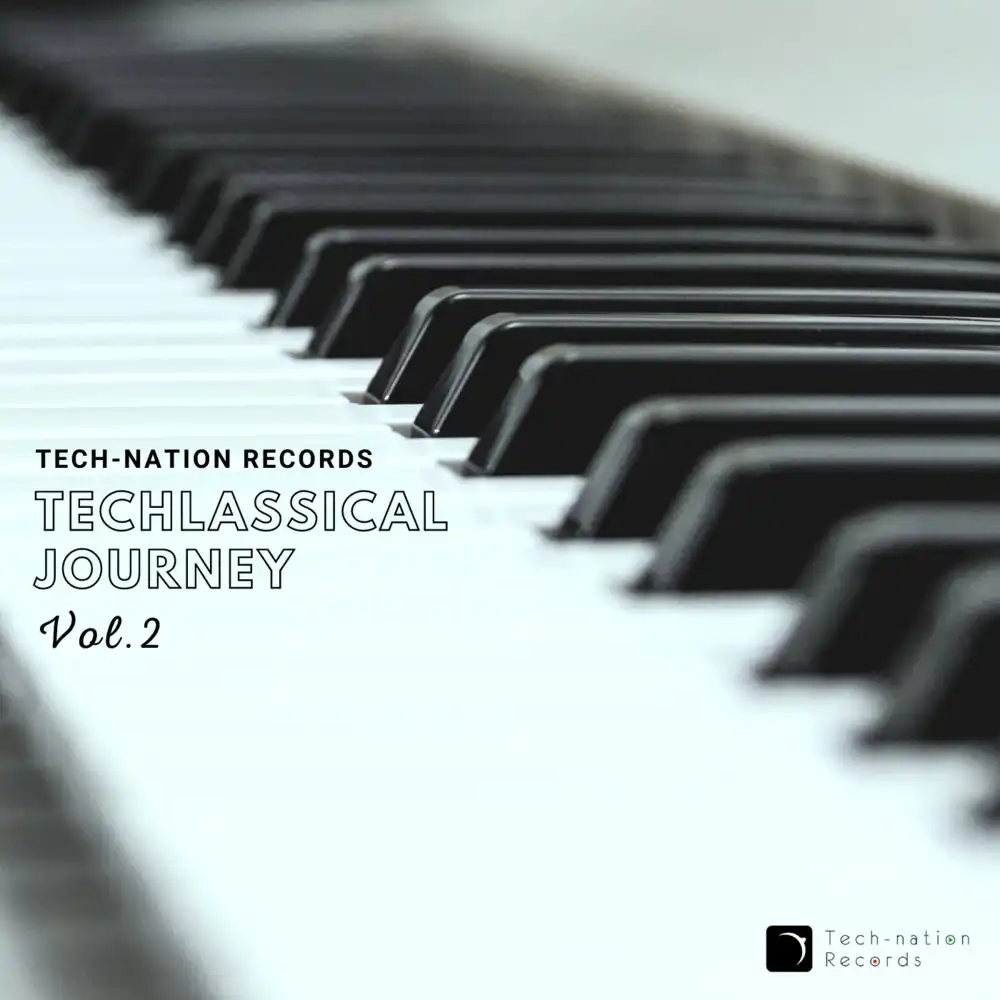 TECH-NATION RECORDS
TECHLASSICAL
JOURNEY
Vol.2
Tech-nation
Records